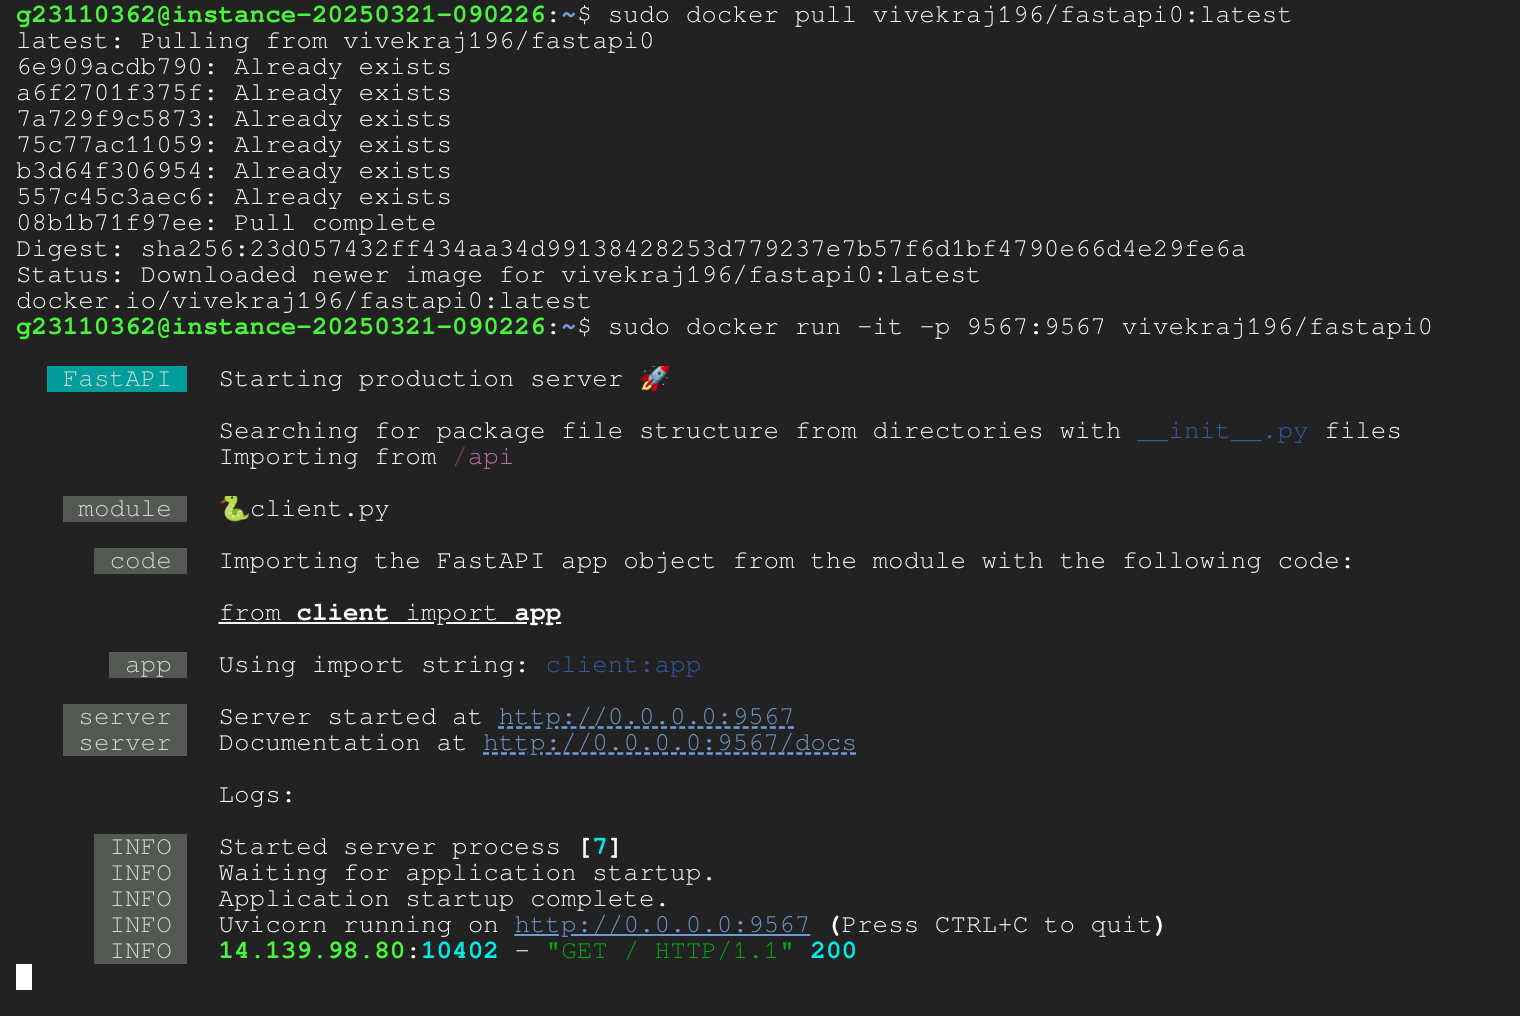 g23110362@instance-20250321-090226:~$ sudo docker pull vivekraj196/fastapi0:latest
latest: Pulling from vivekraj196/fastapi0
6e909acdb790: Already exists
a6f2701f375f: Already exists
7a729f9c5873: Already exists
75c77ac11059: Already exists
b3d64f306954: Already exists
557c45c3aec6: Already exists
08b1b71f97ee: Pull complete
Digest: sha256:23d057432ff434aa34d99138428253d779237e7b57f6d1bf4790e66d4e29fe6a
Status: Downloaded newer image for vivekraj196/fastapi0:latest
docker.io/vivekraj196/fastapi0:latest
g23110362@instance-20250321-090226:~$ sudo docker run -it -p 9567:9567 vivekraj196/fastapi0
FastAPI Starting production server 🚀
Searching for package file structure from directories with __init__.py files
Importing from /api
module 🐍client.py
code Importing the FastAPI app object from the module with the following code:
from client import app
app Using import string: client:app
server Server started at http://0.0.0.0:9567
server Documentation at http://0.0.0.0:9567/docs
Logs:
INFO Started server process [7]
INFO Waiting for application startup.
INFO Application startup complete.
INFO Uvicorn running on http://0.0.0.0:9567 (Press CTRL+C to quit)
INFO 14.139.98.80:10402 - "GET / HTTP/1.1" 200